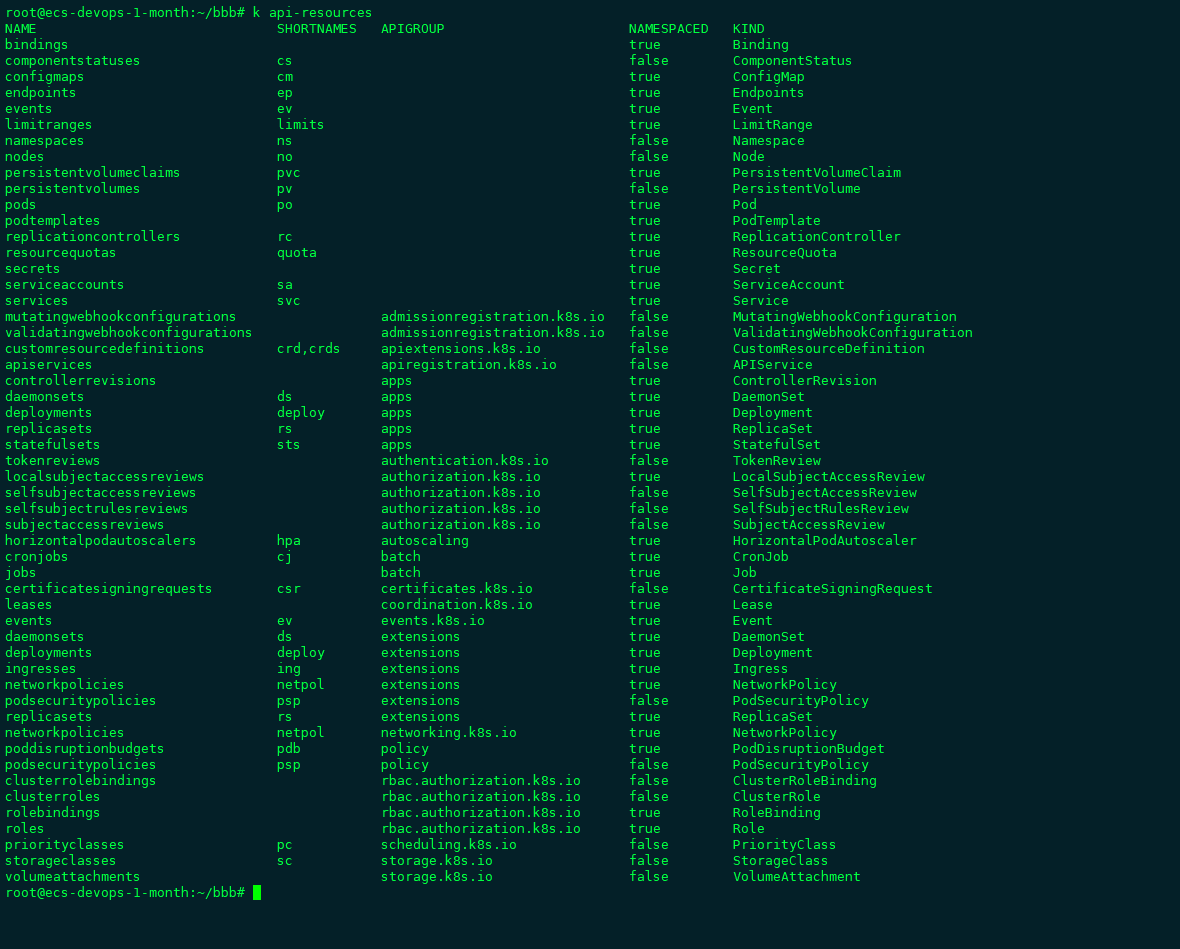 root@ecs-devops-1-month:~/bbb# k api-resources
NAME SHORTNAMES APIGROUP NAMESPACED KIND
bindings true Binding
componentstatuses cs false ComponentStatus
configmaps cm true ConfigMap
endpoints ep true Endpoints
events ev true Event
limitranges limits true LimitRange
namespaces ns false Namespace
nodes no false Node
persistentvolumeclaims pvc true PersistentVolumeClaim
persistentvolumes pv false PersistentVolume
pods po true Pod
podtemplates true PodTemplate
replicationcontrollers rc true ReplicationController
resourcequotas quota true ResourceQuota
secrets true Secret
serviceaccounts sa true ServiceAccount
services svc true Service
mutatingwebhookconfigurations admissionregistration.k8s.io false MutatingWebhookConfiguration
validatingwebhookconfigurations admissionregistration.k8s.io false ValidatingWebhookConfiguration
customresourcedefinitions crd,crds apiextensions.k8s.io false CustomResourceDefinition
apiservices apiregistration.k8s.io false APIService
controllerrevisions apps true ControllerRevision
daemonsets ds apps true DaemonSet
deployments deploy apps true Deployment
replicasets rs apps true ReplicaSet
statefulsets sts apps true StatefulSet
tokenreviews authentication.k8s.io false TokenReview
localsubjectaccessreviews authorization.k8s.io true LocalSubjectAccessReview
selfsubjectaccessreviews authorization.k8s.io false SelfSubjectAccessReview
selfsubjectrulesreviews authorization.k8s.io false SelfSubjectRulesReview
subjectaccessreviews authorization.k8s.io false SubjectAccessReview
horizontalpodautoscalers hpa autoscaling true HorizontalPodAutoscaler
cronjobs cj batch true CronJob
jobs batch true Job
certificatesigningrequests csr certificates.k8s.io false CertificateSigningRequest
leases coordination.k8s.io true Lease
events ev events.k8s.io true Event
daemonsets ds extensions true DaemonSet
deployments deploy extensions true Deployment
ingresses ing extensions true Ingress
networkpolicies netpol extensions true NetworkPolicy
podsecuritypolicies psp extensions false PodSecurityPolicy
replicasets rs extensions true ReplicaSet
networkpolicies netpol networking.k8s.io true NetworkPolicy
poddisruptionbudgets pdb policy true PodDisruptionBudget
podsecuritypolicies psp policy false PodSecurityPolicy
clusterrolebindings rbac.authorization.k8s.io false ClusterRoleBinding
clusterroles rbac.authorization.k8s.io false ClusterRole
rolebindings rbac.authorization.k8s.io true RoleBinding
roles rbac.authorization.k8s.io true Role
priorityclasses pc scheduling.k8s.io false PriorityClass
storageclasses sc storage.k8s.io false StorageClass
volumeattachments storage.k8s.io false VolumeAttachment
root@ecs-devops-1-month:~/bbb#